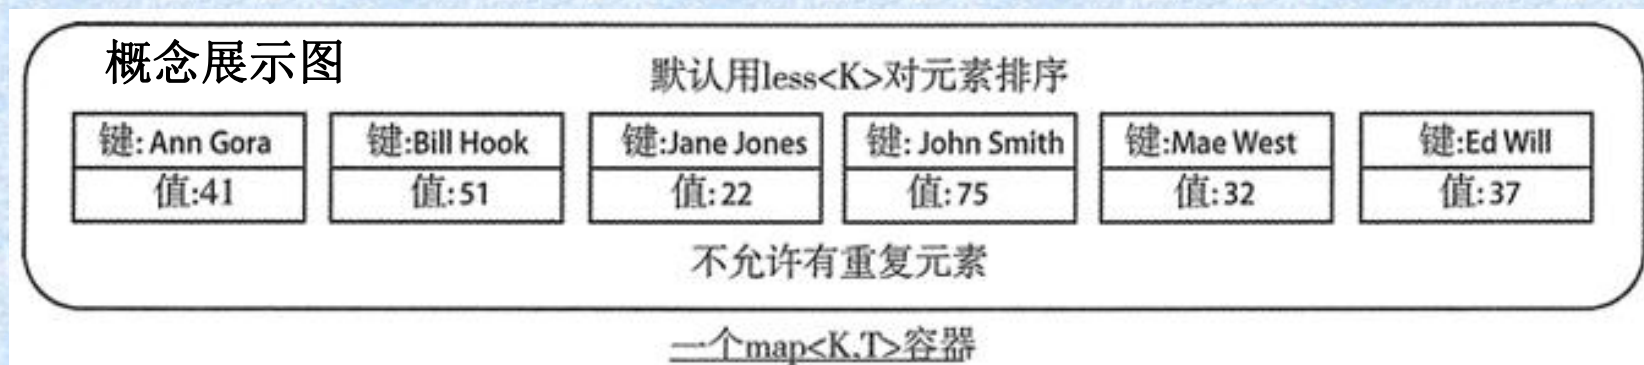 概念展示图
默认用less<K>对元素排序
键: Ann Gora 键:Bill Hook 键:Jane Jones 键: John Smith 键:Mae West 键:Ed Will
值:41 值:51 值:22 值:75 值:32 值:37
不允许有重复元素
一个map<K,T>容器